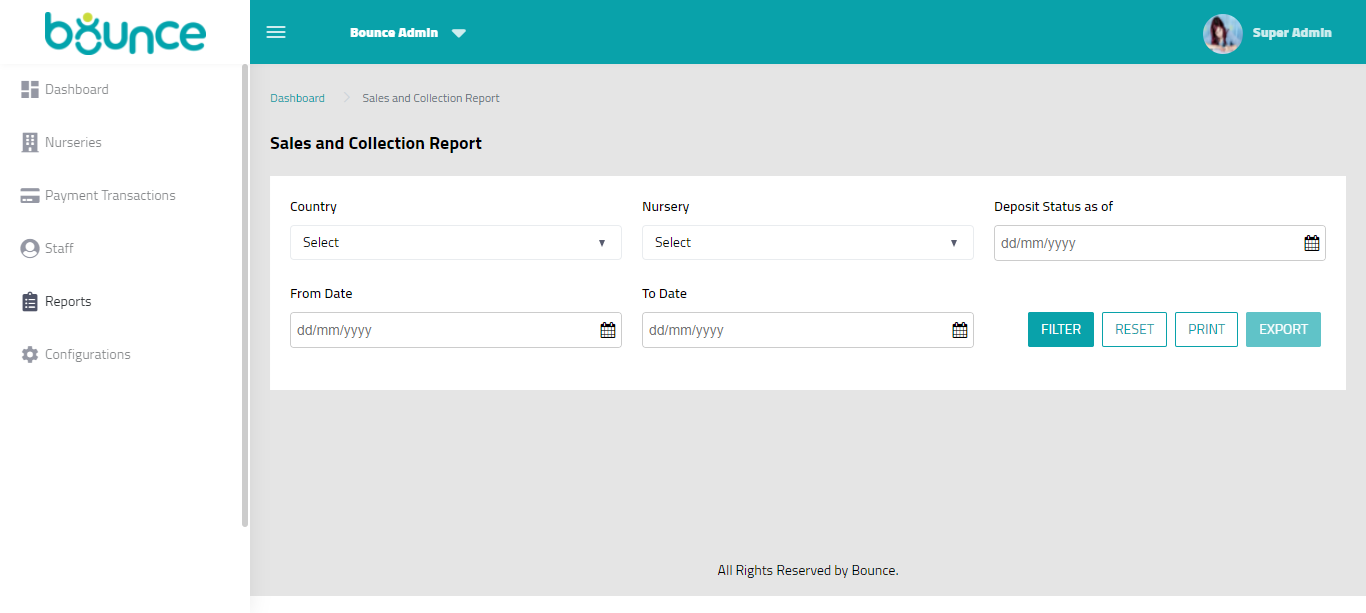 bounce
Bounce Admin
Super Admin
Dashboard
Nurseries
Payment Transactions
Staff
Reports
Configurations
Dashboard
Sales and Collection Report
Sales and Collection Report
Country
Nursery
Deposit Status as of
Select
Select
dd/mm/yyyy
From Date
To Date
dd/mm/yyyy
dd/mm/yyyy
FILTER
RESET
PRINT
EXPORT
All Rights Reserved by Bounce.